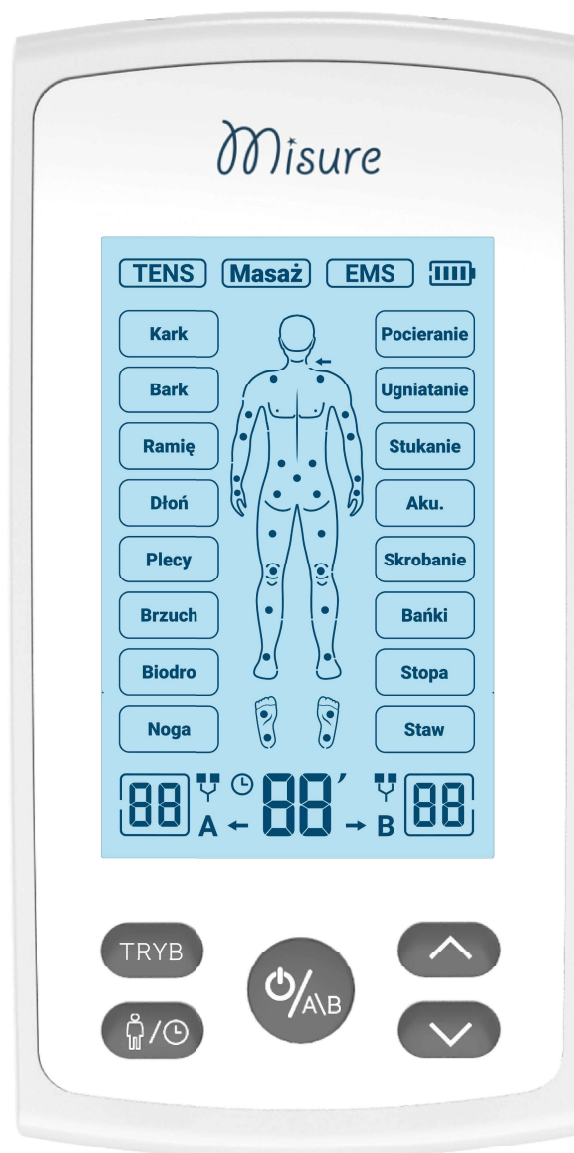 Misure
TENS Masaż EMS
Kark
Bark
Ramię
Dłoń
Plecy
Brzuch
Biodro
Noga
Pocieranie
Ugniatanie
Stukanie
Aku.
Skrobanie
Bańki
Stopa
Staw
88 A ← 88′ → B 88
TRYB
/A\B
/